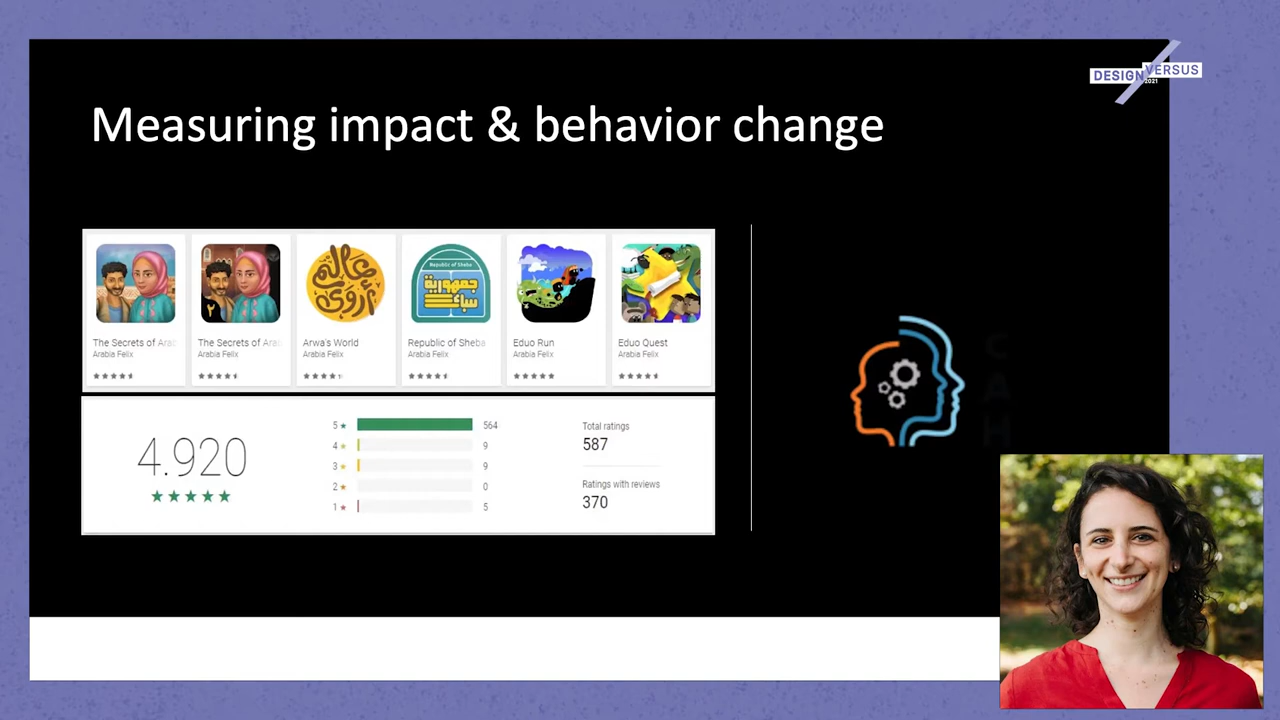 DESIGN VERSUS
2021
Measuring impact & behavior change
عالم
أروى
Republic of Sheba
جمهورية
سبأ
The Secrets of Arab
Arabia Felix
The Secrets of Arab
Arabia Felix
Arwa's World
Arabia Felix
Republic of Sheba
Arabia Felix
Eduo Run
Arabia Felix
Eduo Quest
Arabia Felix
4.920
5 ★ 564
4 ★ 9
3 ★ 9
2 ★ 0
1 ★ 5
Total ratings
587
Ratings with reviews
370
C
A
H